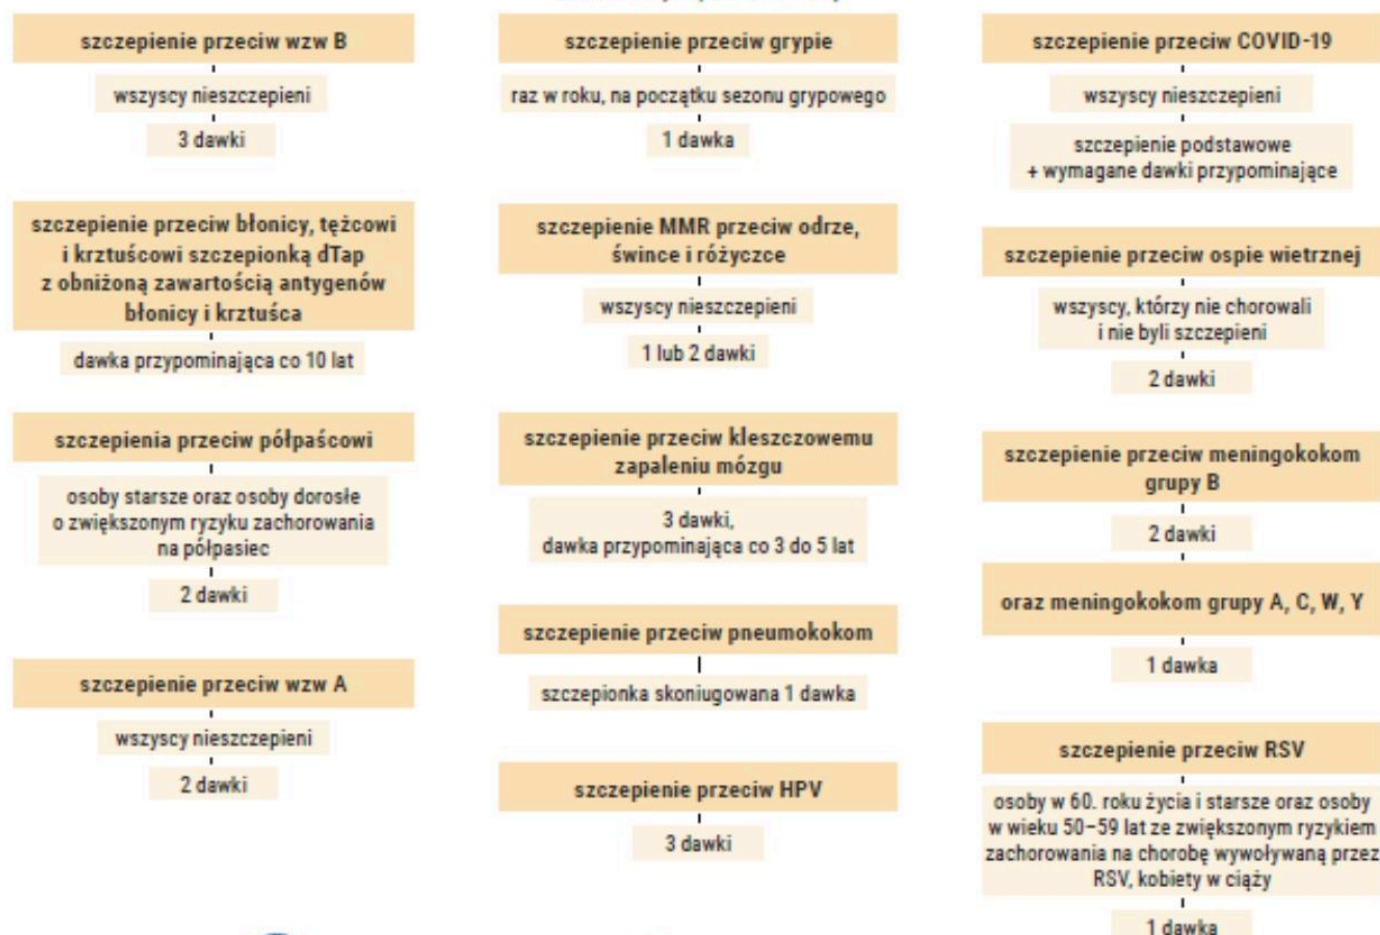 szczepienie przeciw wzw B
wszyscy nieszczepieni
3 dawki
szczepienie przeciw błonicy, tężcowi
i krztuścowi szczepionką dTap
z obniżoną zawartością antygenów
błonicy i krztuśca
dawka przypominająca co 10 lat
szczepienia przeciw półpaścowi
osoby starsze oraz osoby dorosłe
o zwiększonym ryzyku zachorowania
na półpasiec
2 dawki
szczepienie przeciw wzw A
wszyscy nieszczepieni
2 dawki
szczepienie przeciw grypie
raz w roku, na początku sezonu grypowego
1 dawka
szczepienie MMR przeciw odrze,
śwince i różyczce
wszyscy nieszczepieni
1 lub 2 dawki
szczepienie przeciw kleszczowemu
zapaleniu mózgu
3 dawki,
dawka przypominająca co 3 do 5 lat
szczepienie przeciw pneumokokom
szczepionka skoniugowana 1 dawka
szczepienie przeciw HPV
3 dawki
szczepienie przeciw COVID-19
wszyscy nieszczepieni
szczepienie podstawowe
+ wymagane dawki przypominające
szczepienie przeciw ospie wietrznej
wszyscy, którzy nie chorowali
i nie byli szczepieni
2 dawki
szczepienie przeciw meningokokom
grupy B
2 dawki
oraz meningokokom grupy A, C, W, Y
1 dawka
szczepienie przeciw RSV
osoby w 60. roku życia i starsze oraz osoby
w wieku 50–59 lat ze zwiększonym ryzykiem
zachorowania na chorobę wywoływaną przez
RSV, kobiety w ciąży
1 dawka